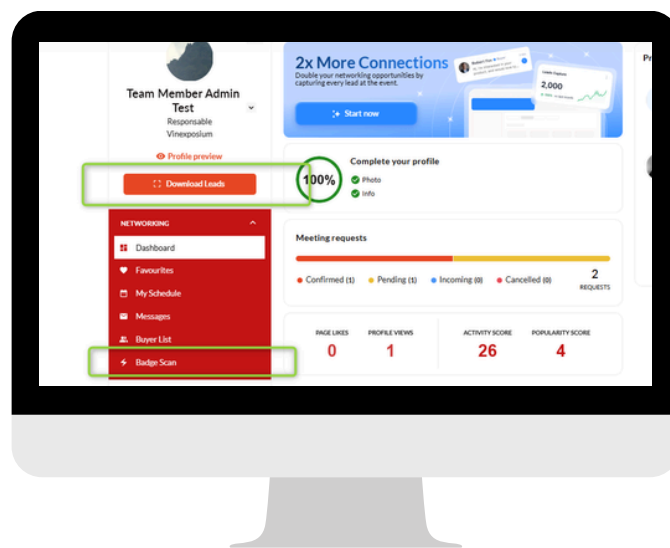 Team Member Admin
Test
Responsable
Vinexposium
Profile preview
Download Leads
NETWORKING
Dashboard
Favourites
My Schedule
Messages
Buyer List
Badge Scan
2x More Connections
Double your networking opportunities by
capturing every lead at the event.
Start now
Leads Capture
2,000
Complete your profile
100%
Photo
Info
Meeting requests
Confirmed (1)
Pending (1)
Incoming (0)
Cancelled (0)
2
REQUESTS
PAGE LIKES
0
PROFILE VIEWS
1
ACTIVITY SCORE
26
POPULARITY SCORE
4
Pr